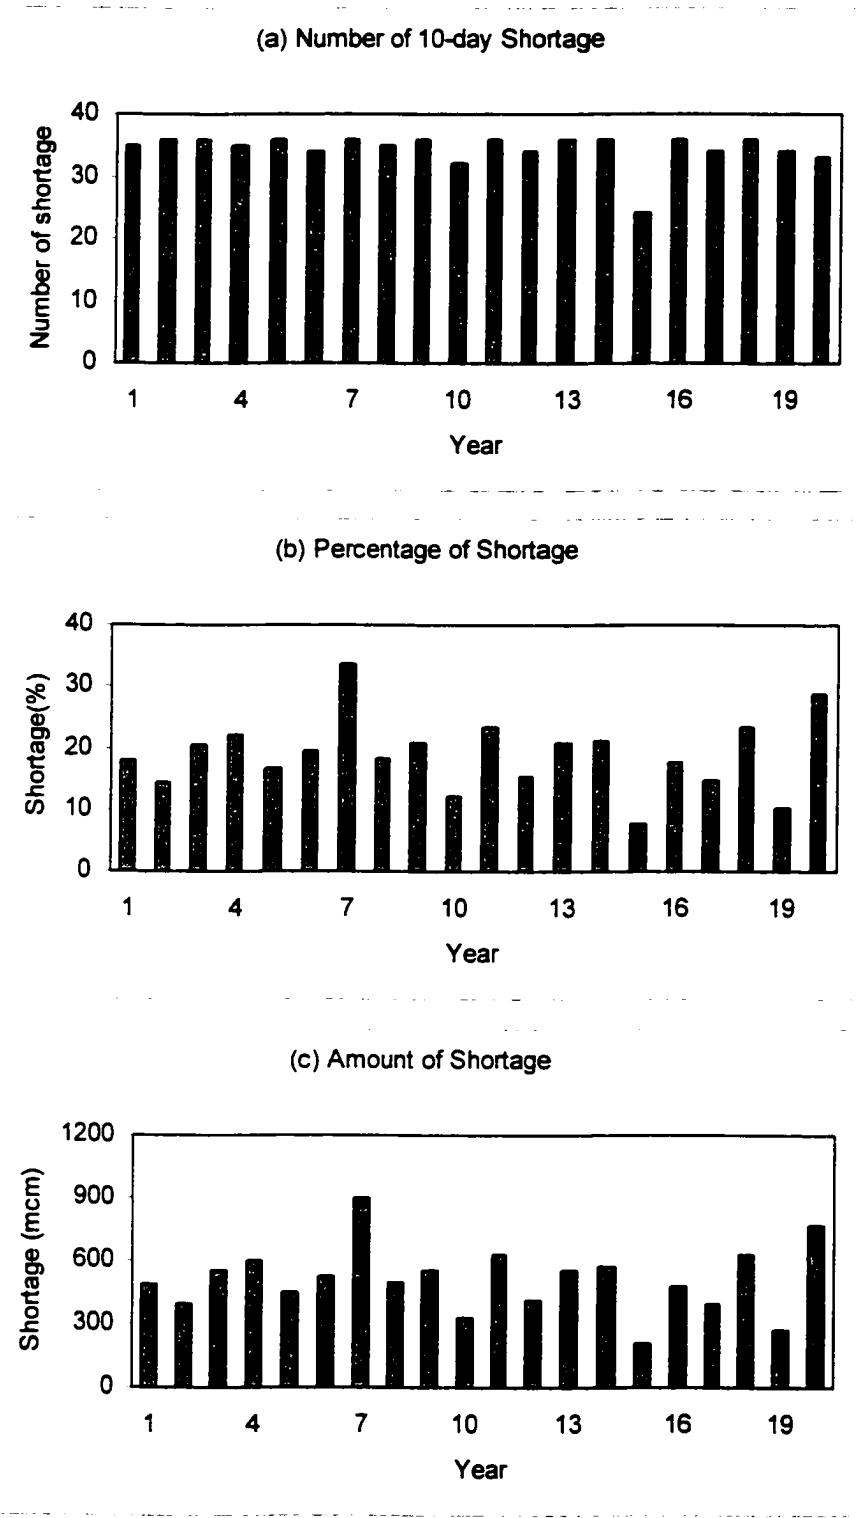 (a) Number of 10-day Shortage
Number of shortage
40
30
20
10
0
1 4 7 10 13 16 19
Year
(b) Percentage of Shortage
Shortage(%)
40
30
20
10
0
1 4 7 10 13 16 19
Year
(c) Amount of Shortage
Shortage (mcm)
1200
900
600
300
0
1 4 7 10 13 16 19
Year